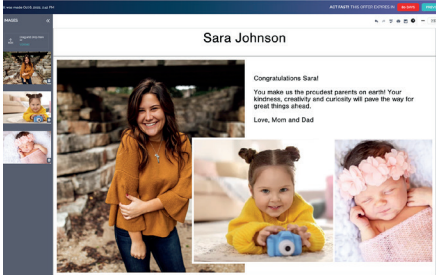 ACT FAST! THIS OFFER EXPIRES IN
IMAGES
Sara Johnson
Congratulations Sara!
You make us the proudest parents on earth! Your
kindness, creativity and curiosity will pave the way for
great things ahead.
Love, Mom and Dad